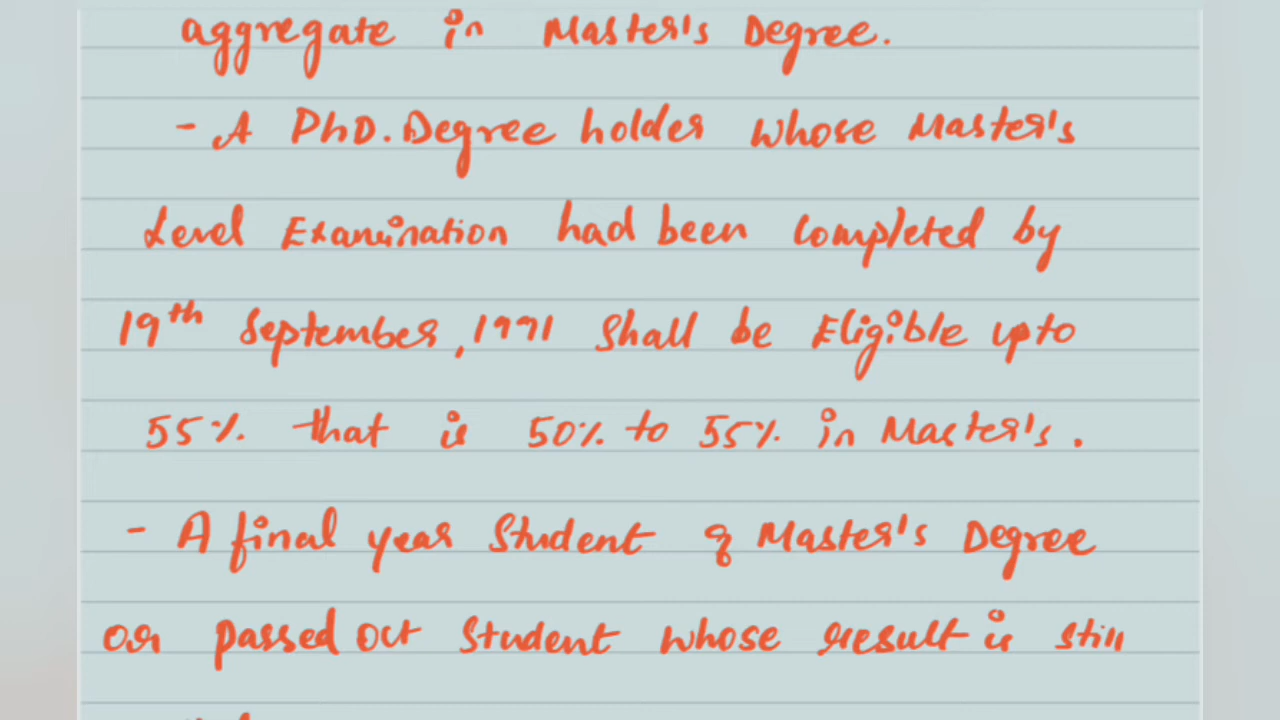 aggregate in Master's Degree.
- A PhD. Degree holder whose Master's
Level Examination had been Completed by
19th September, 1991 Shall be Eligible upto
55% that is 50% to 55% in Master's.
- A final year Student of Master's Degree
or passed out Student whose result is still